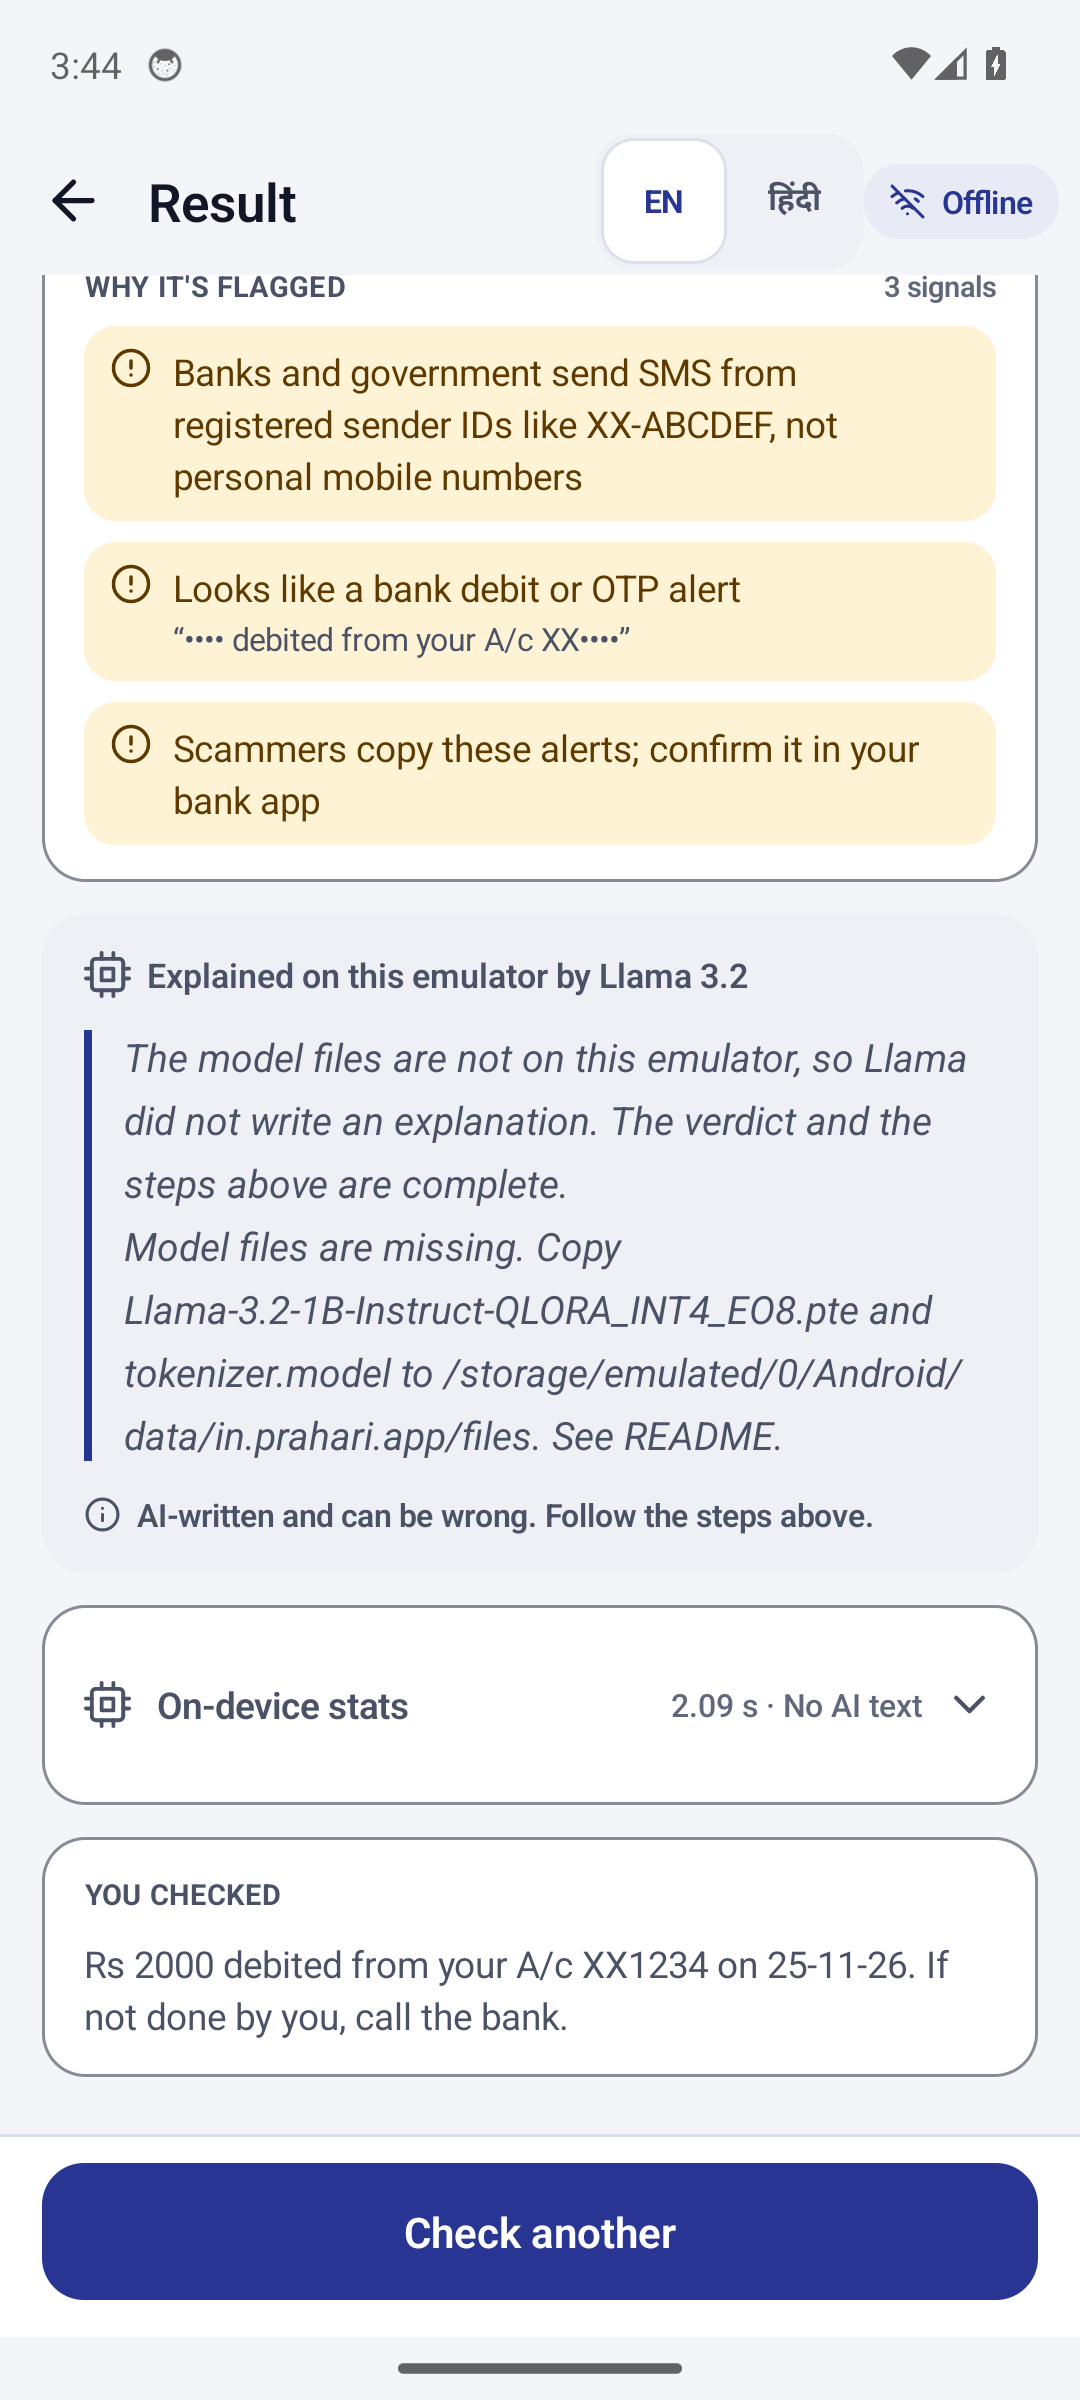 3:44
Result
EN
हिंदी
Offline
WHY IT'S FLAGGED
3 signals
Banks and government send SMS from
registered sender IDs like XX-ABCDEF, not
personal mobile numbers
Looks like a bank debit or OTP alert
“•••• debited from your A/c XX••••”
Scammers copy these alerts; confirm it in your
bank app
Explained on this emulator by Llama 3.2
The model files are not on this emulator, so Llama
did not write an explanation. The verdict and the
steps above are complete.
Model files are missing. Copy
Llama-3.2-1B-Instruct-QLORA_INT4_EO8.pte and
tokenizer.model to /storage/emulated/0/Android/
data/in.prahari.app/files. See README.
AI-written and can be wrong. Follow the steps above.
On-device stats
2.09 s · No AI text
YOU CHECKED
Rs 2000 debited from your A/c XX1234 on 25-11-26. If
not done by you, call the bank.
Check another